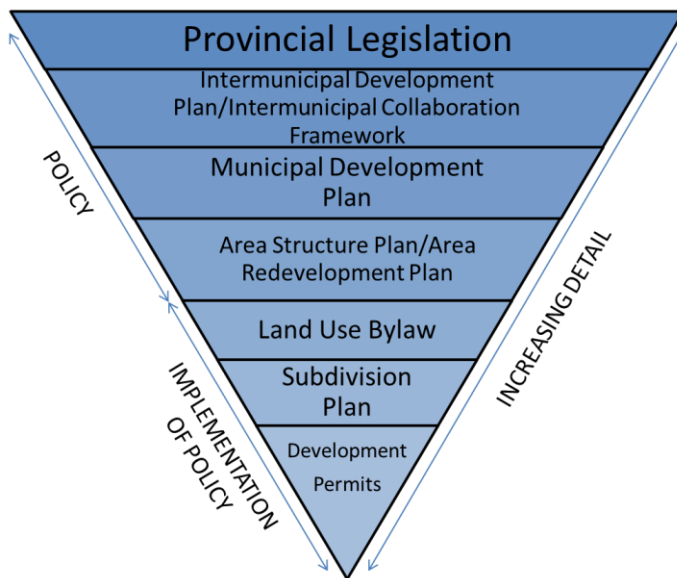 Provincial Legislation
Intermunicipal Development
Plan/Intermunicipal Collaboration
Framework
Municipal Development
Plan
Area Structure Plan/Area
Redevelopment Plan
Land Use Bylaw
Subdivision
Plan
Development
Permits
POLICY
IMPLEMENTATION
OF POLICY
INCREASING DETAIL